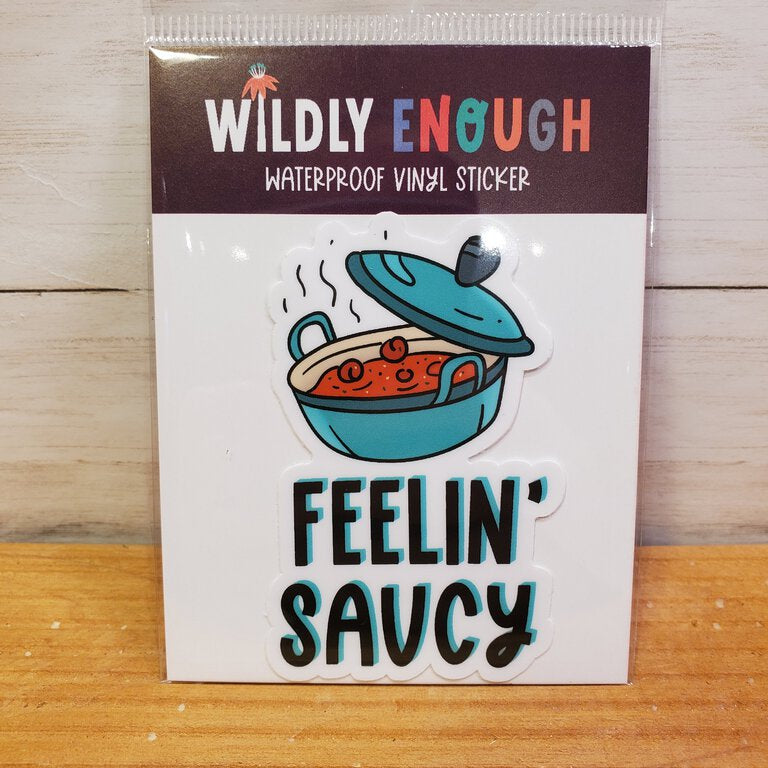 WILDLY ENOUGH
WATERPROOF VINYL STICKER
FEELIN'
SAUCY